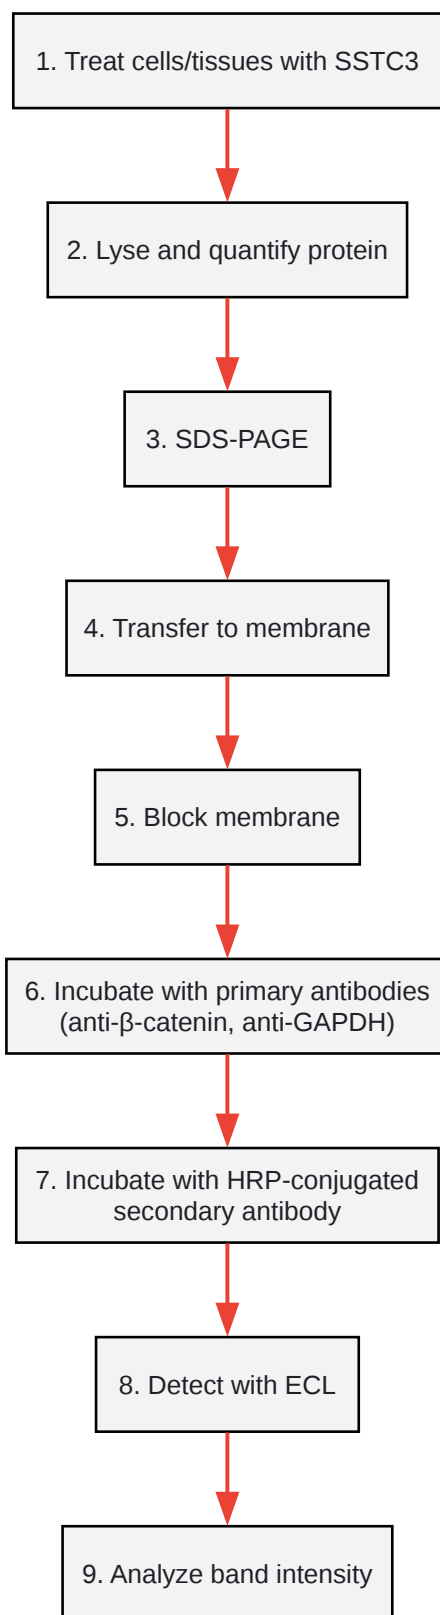 1. Treat cells/tissues with SSTC3
2. Lyse and quantify protein
3. SDS-PAGE
4. Transfer to membrane
5. Block membrane
6. Incubate with primary antibodies
(anti-β-catenin, anti-GAPDH)
7. Incubate with HRP-conjugated
secondary antibody
8. Detect with ECL
9. Analyze band intensity